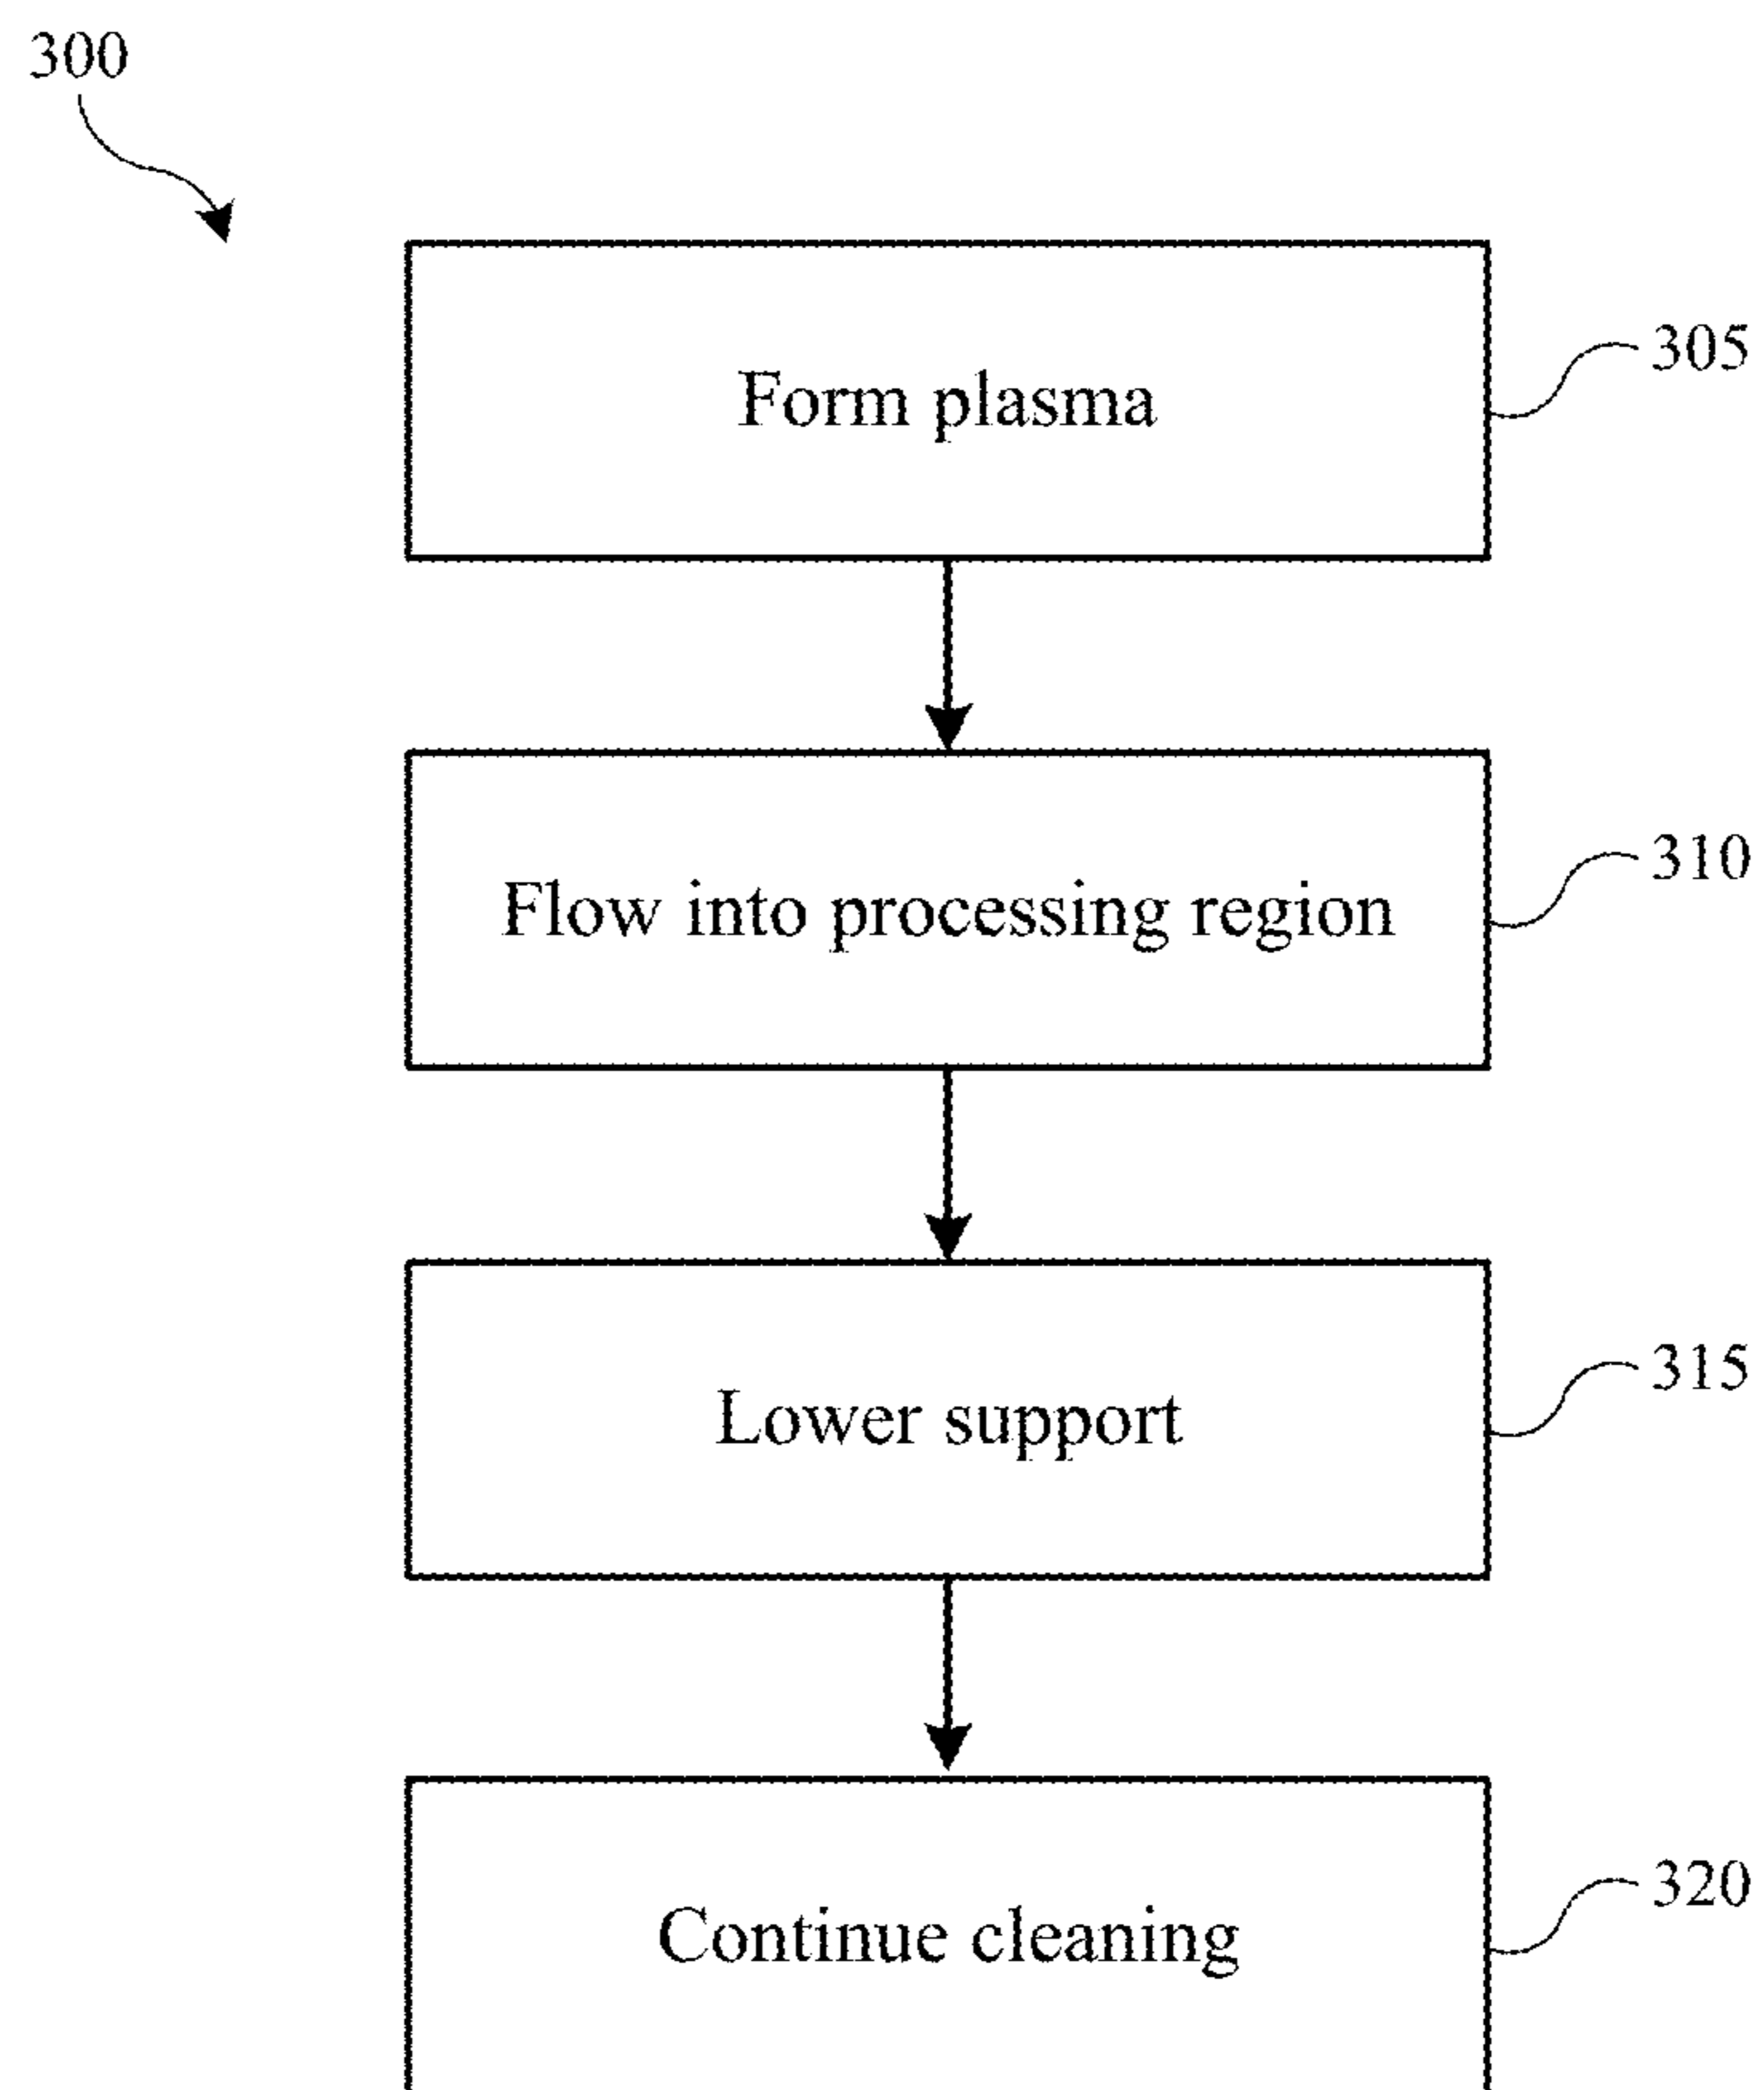 300
Form plasma
305
Flow into processing region
310
Lower support
315
Continue cleaning
320